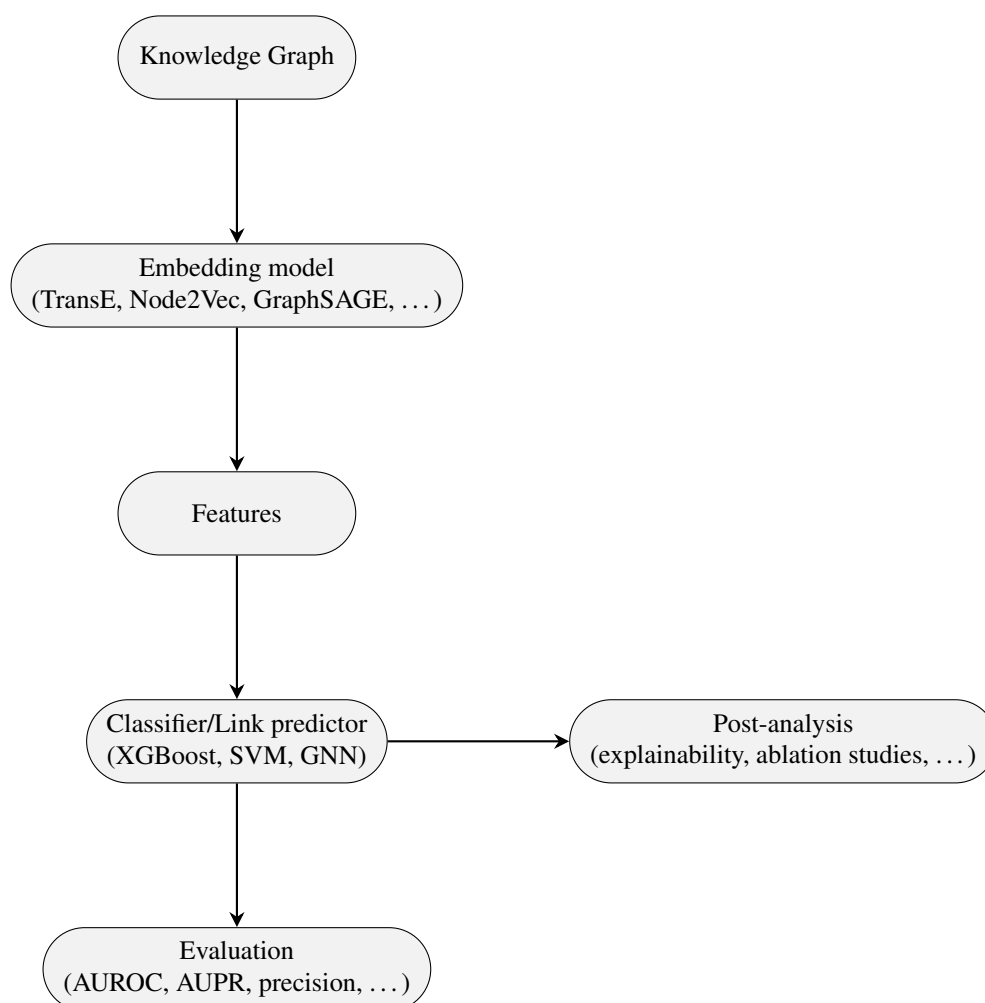 Knowledge Graph
Embedding model
(TransE, Node2Vec, GraphSAGE, . . . )
Features
Classifier/Link predictor
(XGBoost, SVM, GNN)
Post-analysis
(explainability, ablation studies, . . . )
Evaluation
(AUROC, AUPR, precision, . . . )